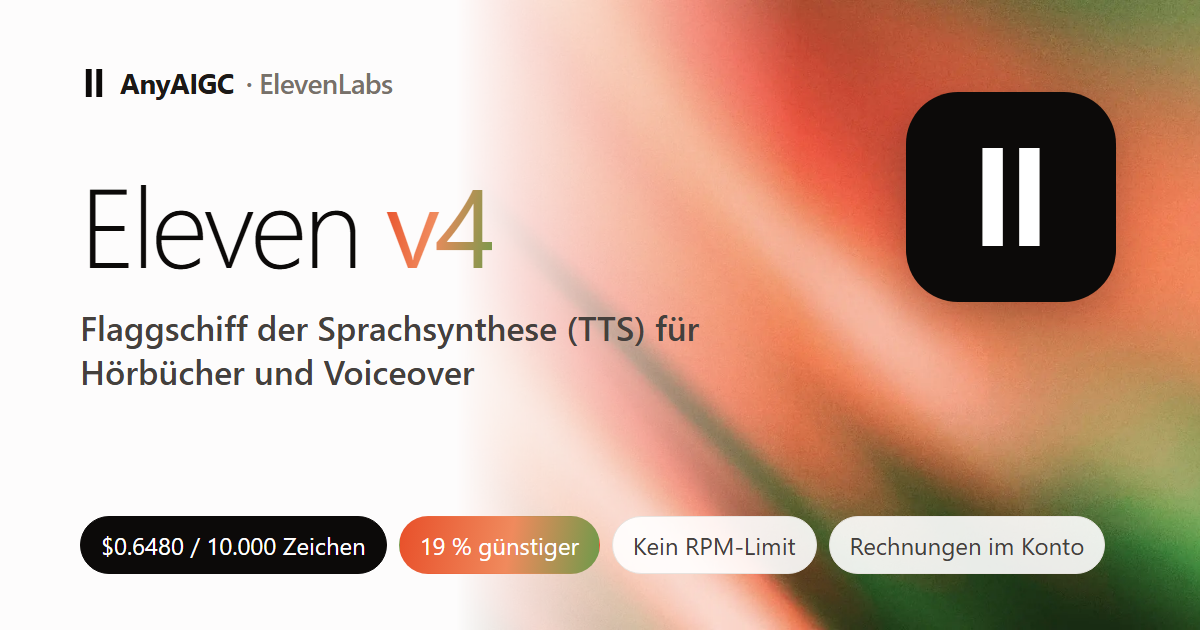 AnyAIGC · ElevenLabs
Eleven v4
Flaggschiff der Sprachsynthese (TTS) für
Hörbücher und Voiceover
$0.6480 / 10.000 Zeichen
19 % günstiger
Kein RPM-Limit
Rechnungen im Konto